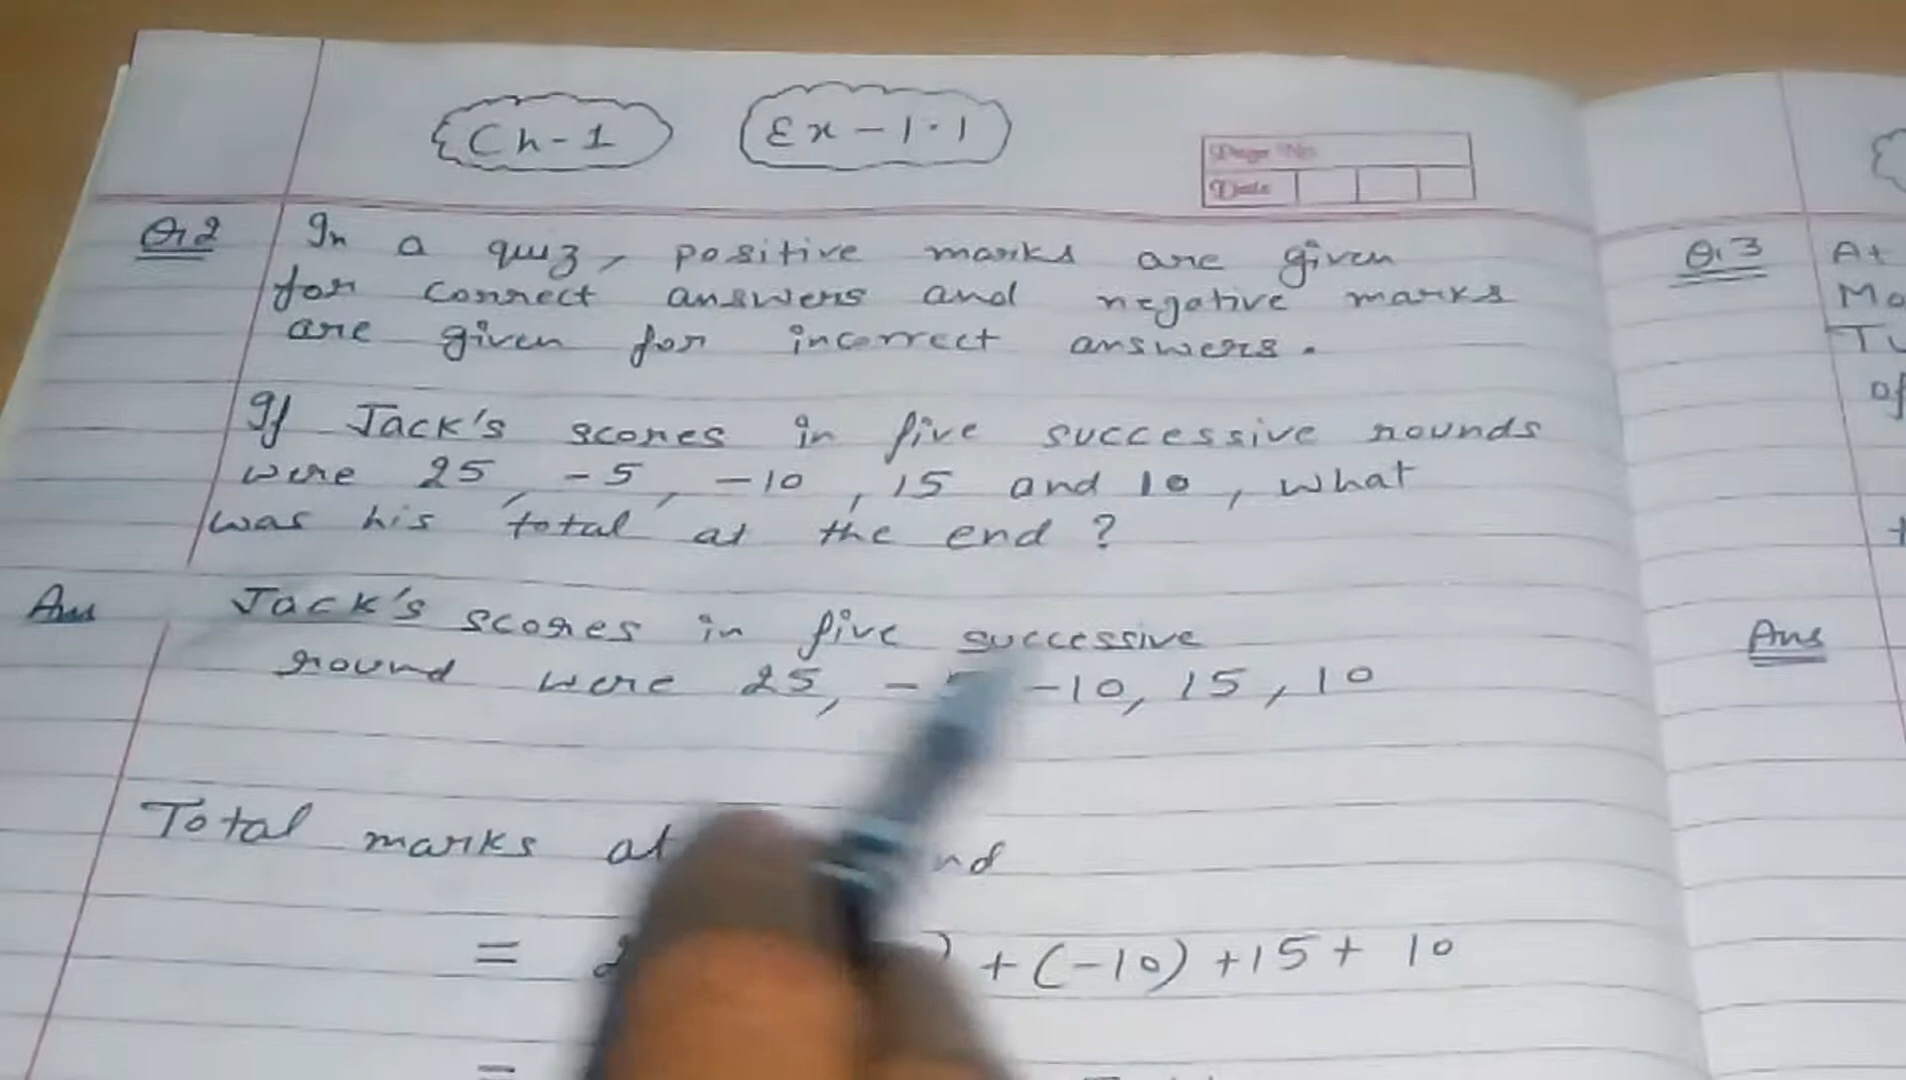 Ch-1
Ex-1.1
Page No.
Date
Q.2 In a quiz, positive marks are given
for correct answers and negative marks
are given for incorrect answers.
If Jack's scores in five successive rounds
were 25, -5, -10, 15 and 10, what
was his total at the end?
Ans Jack's scores in five successive
round were 25, - -10, 15, 10
Total marks at
= ) + (-10) + 15 + 10
=
Q.3 At
of
Ans